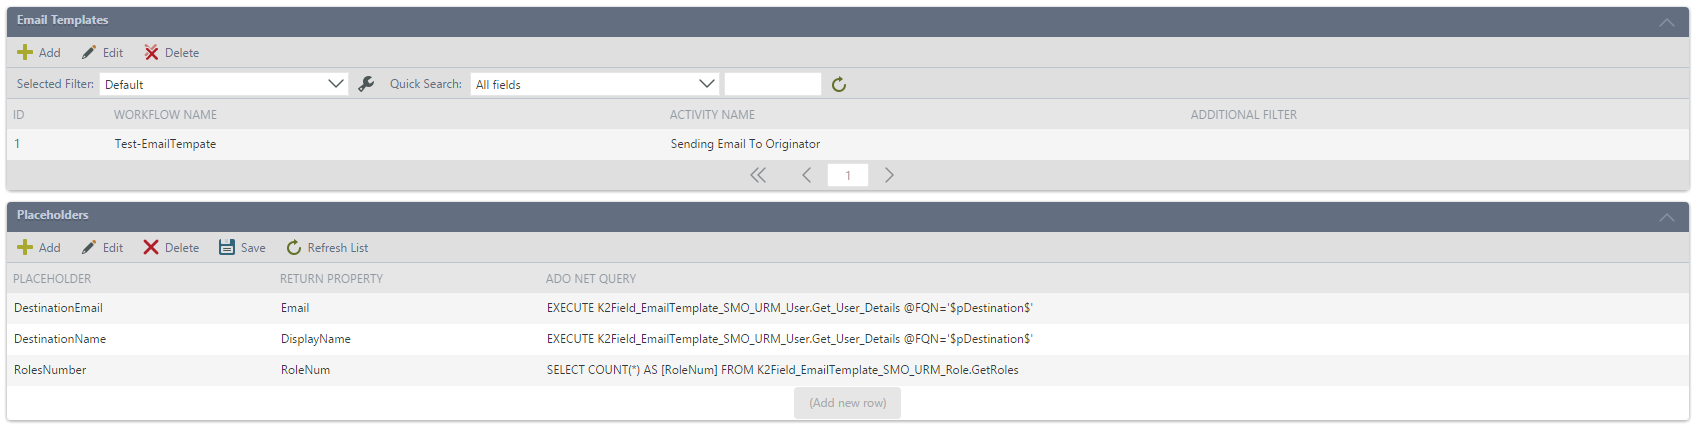 Email Templates
Add Edit Delete
Selected Filter: Default Quick Search: All fields
ID WORKFLOW NAME ACTIVITY NAME ADDITIONAL FILTER
1 Test-EmailTempate Sending Email To Originator
1
Placeholders
Add Edit Delete Save Refresh List
PLACEHOLDER RETURN PROPERTY ADO NET QUERY
DestinationEmail Email EXECUTE K2Field_EmailTemplate_SMO_URM_User.Get_User_Details @FQN='$pDestination$'
DestinationName DisplayName EXECUTE K2Field_EmailTemplate_SMO_URM_User.Get_User_Details @FQN='$pDestination$'
RolesNumber RoleNum SELECT COUNT(*) AS [RoleNum] FROM K2Field_EmailTemplate_SMO_URM_Role.GetRoles
(Add new row)